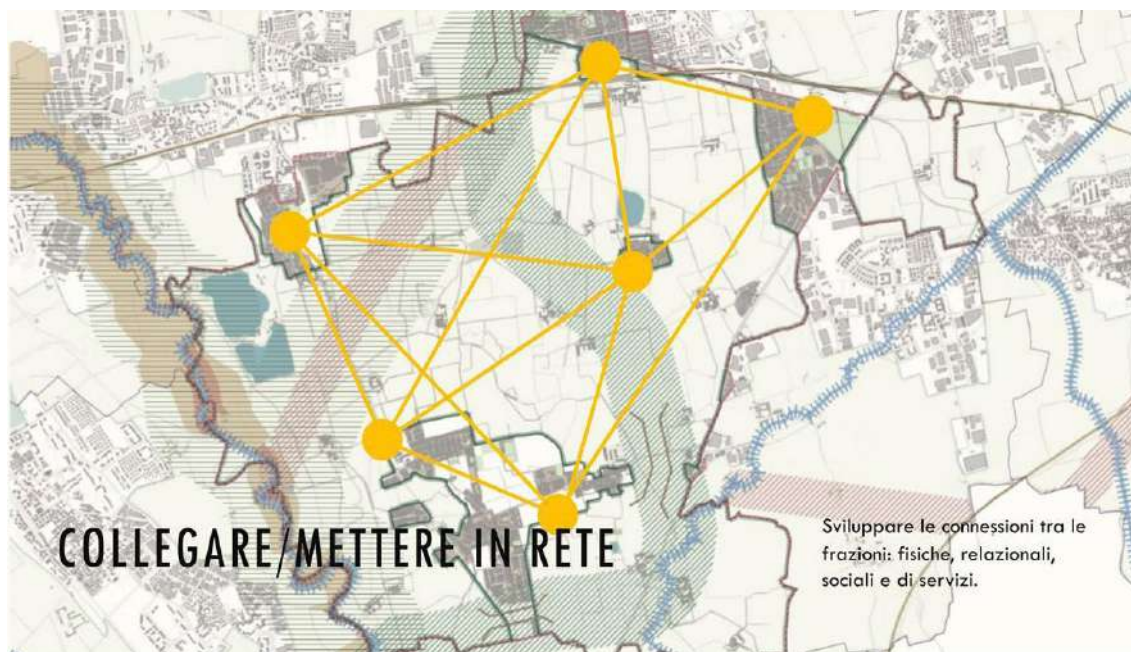 COLLEGARE/METTERE IN RETE
Sviluppare le connessioni tra le
frazioni: fisiche, relazionali,
sociali e di servizi.